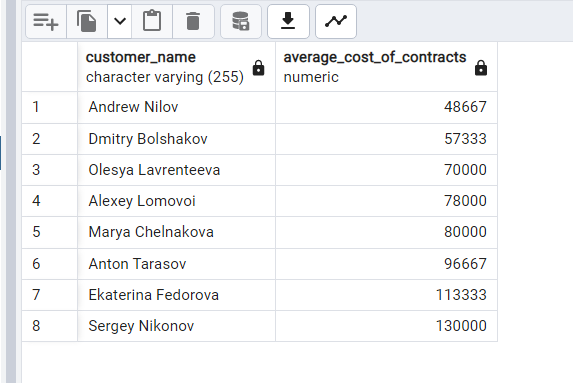 customer_name average_cost_of_contracts
character varying (255) numeric
1 Andrew Nilov 48667
2 Dmitry Bolshakov 57333
3 Olesya Lavrenteeva 70000
4 Alexey Lomovoi 78000
5 Marya Chelnakova 80000
6 Anton Tarasov 96667
7 Ekaterina Fedorova 113333
8 Sergey Nikonov 130000